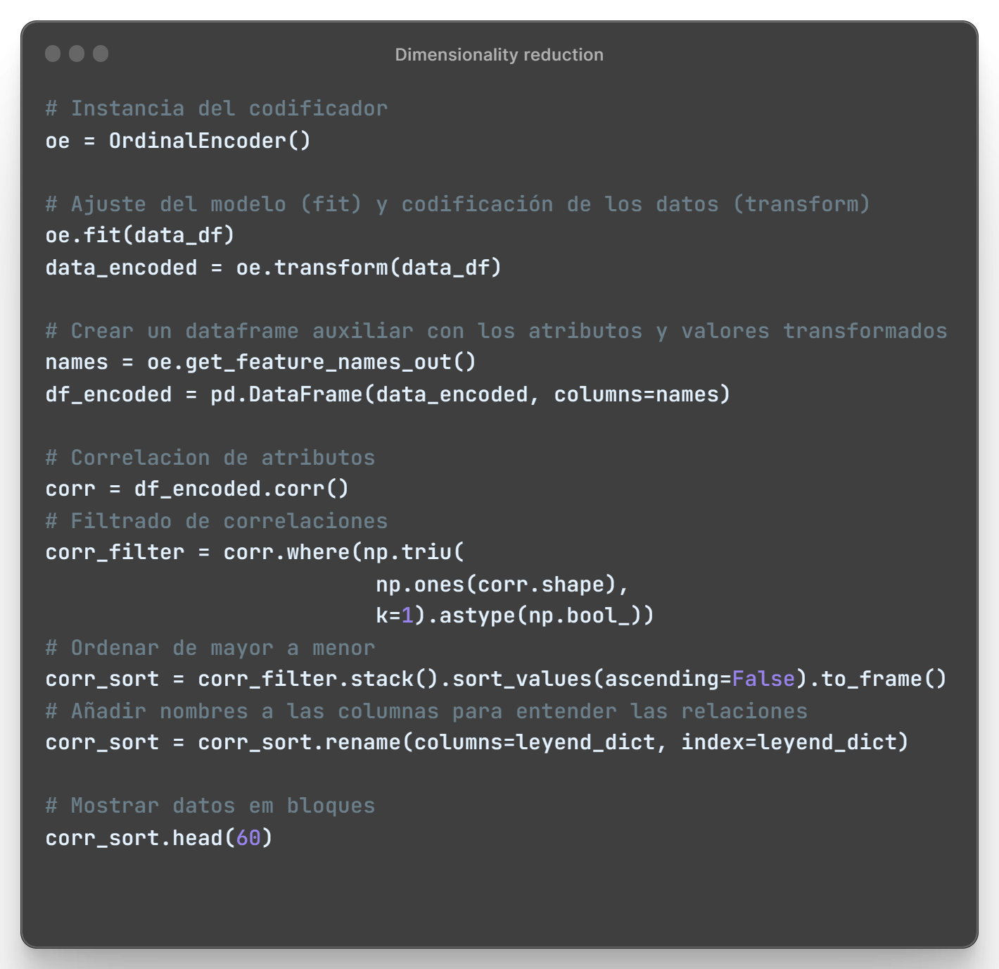 Dimensionality reduction
# Instancia del codificador
oe = OrdinalEncoder()
# Ajuste del modelo (fit) y codificación de los datos (transform)
oe.fit(data_df)
data_encoded = oe.transform(data_df)
# Crear un dataframe auxiliar con los atributos y valores transformados
names = oe.get_feature_names_out()
df_encoded = pd.DataFrame(data_encoded, columns=names)
# Correlacion de atributos
corr = df_encoded.corr()
# Filtrado de correlaciones
corr_filter = corr.where(np.triu(
np.ones(corr.shape),
k=1).astype(np.bool_))
# Ordenar de mayor a menor
corr_sort = corr_filter.stack().sort_values(ascending=False).to_frame()
# Añadir nombres a las columnas para entender las relaciones
corr_sort = corr_sort.rename(columns=leyend_dict, index=leyend_dict)
# Mostrar datos em bloques
corr_sort.head(60)